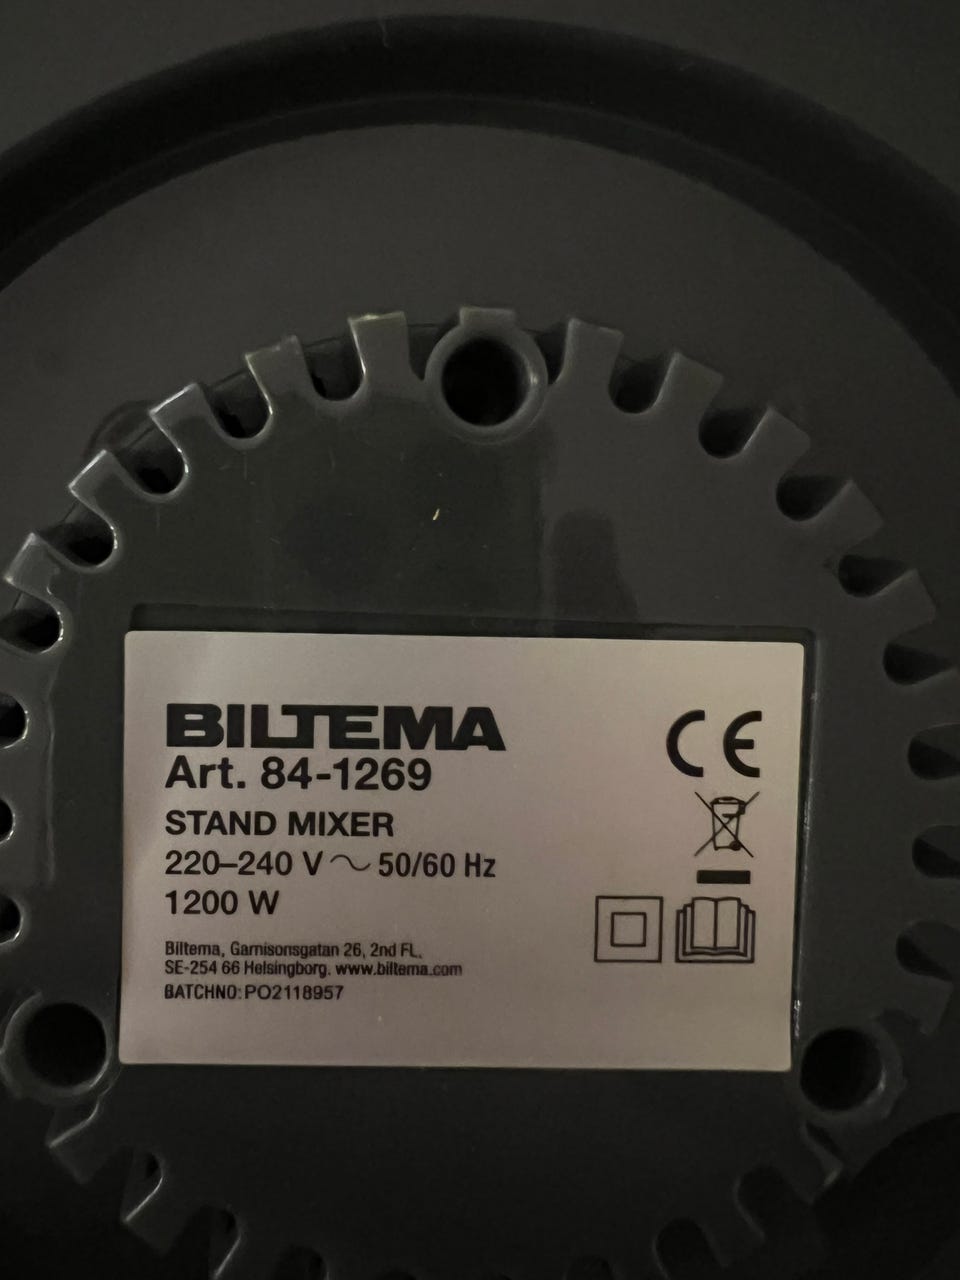 BILTEMA
CE
Art. 84-1269
STAND MIXER
220–240 V ~ 50/60 Hz
1200 W
Biltema, Garnisonsgatan 26, 2nd FL.
SE-254 66 Helsingborg. www.biltema.com
BATCHNO: PO2118957